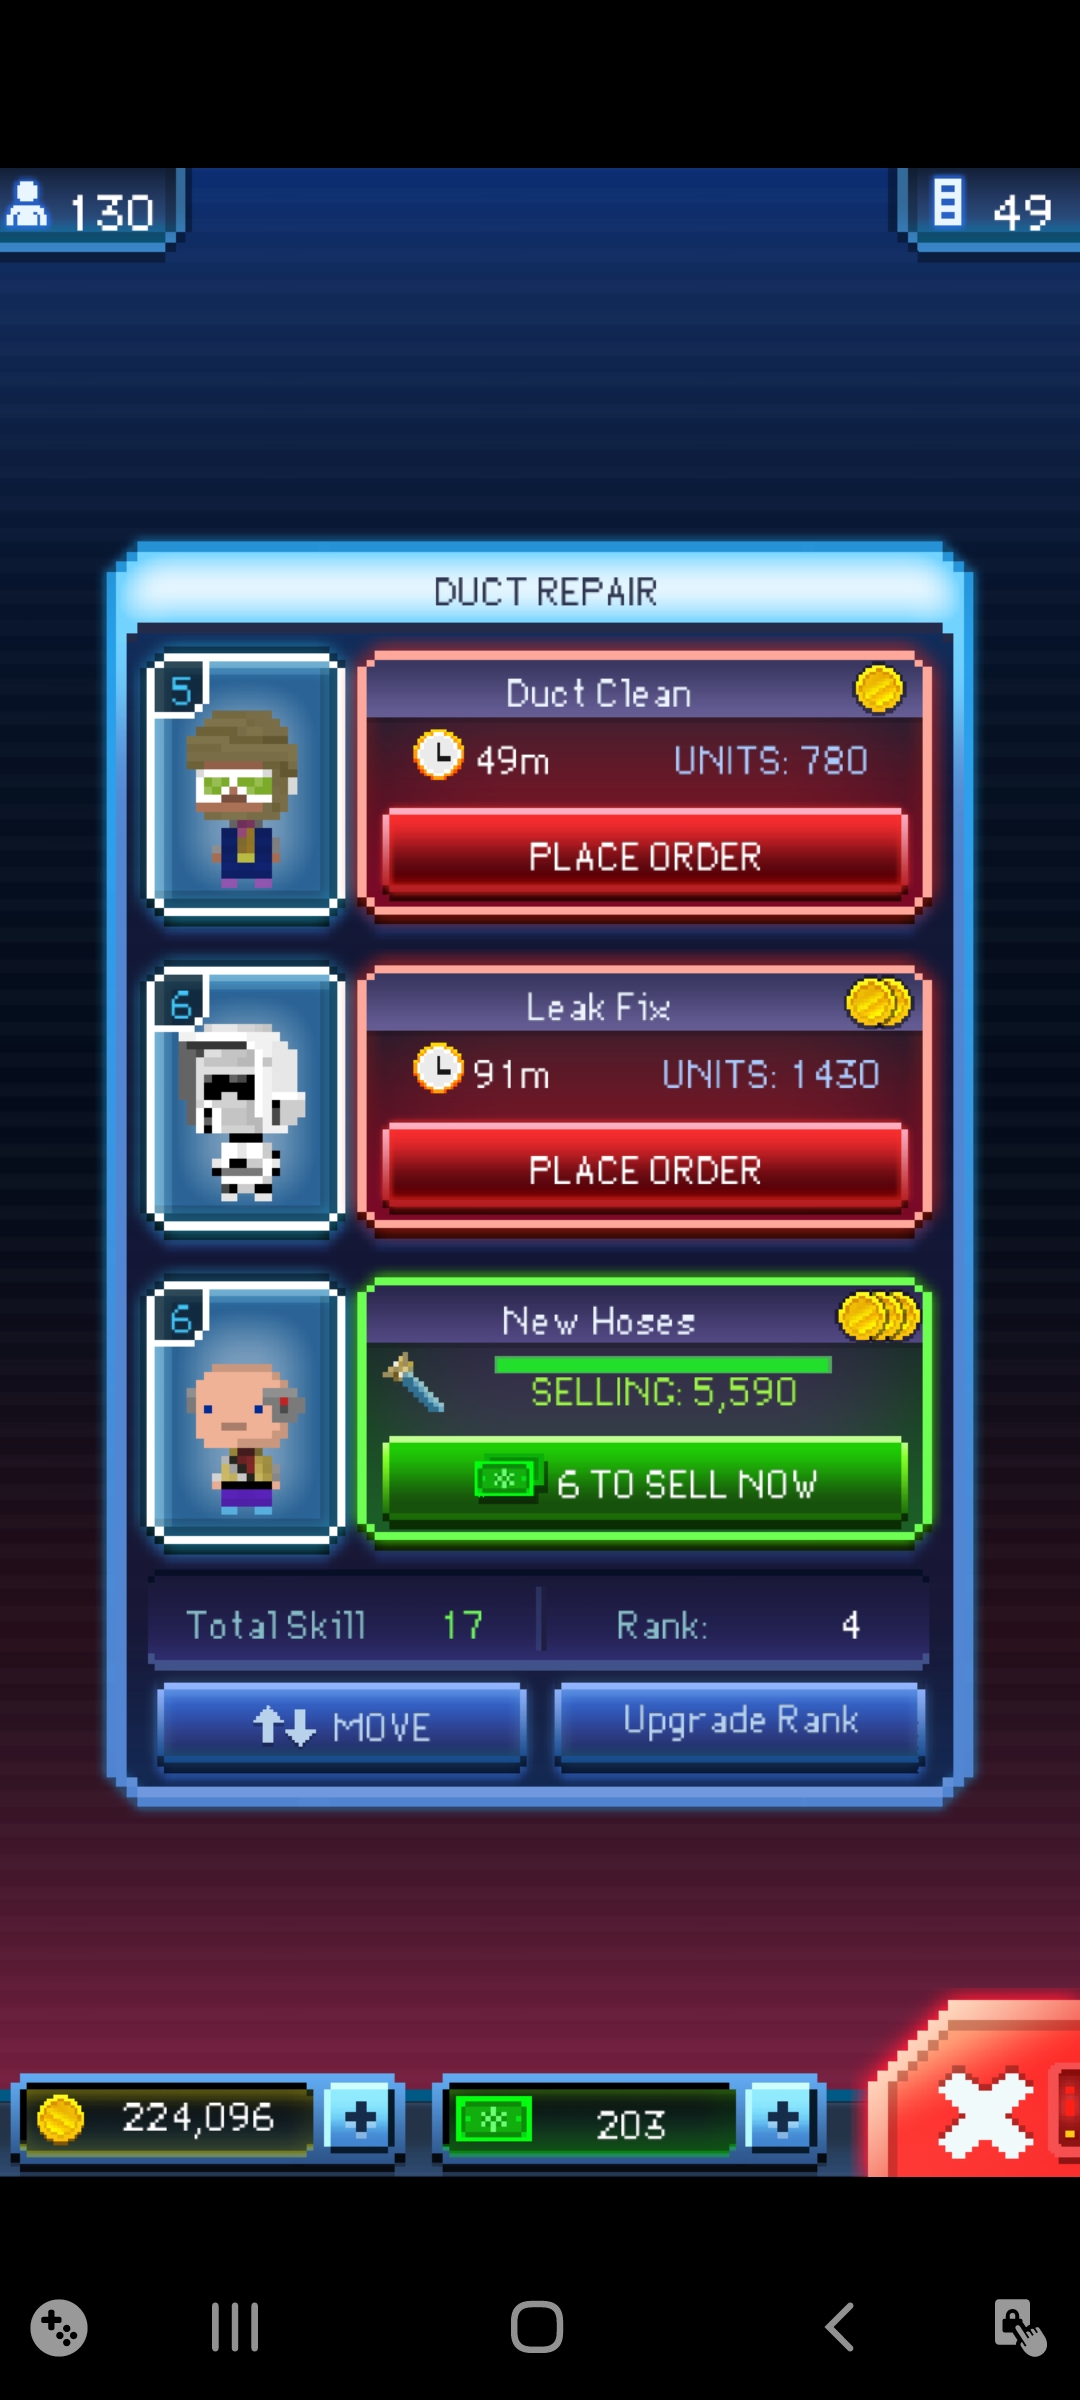 130
49
DUCT REPAIR
5
Duct Clean
49m UNITS: 780
PLACE ORDER
6
Leak Fix
91m UNITS: 1430
PLACE ORDER
6
New Hoses
SELLING: 5,590
6 TO SELL NOW
Total Skill 17 Rank: 4
MOVE Upgrade Rank
224,096 203